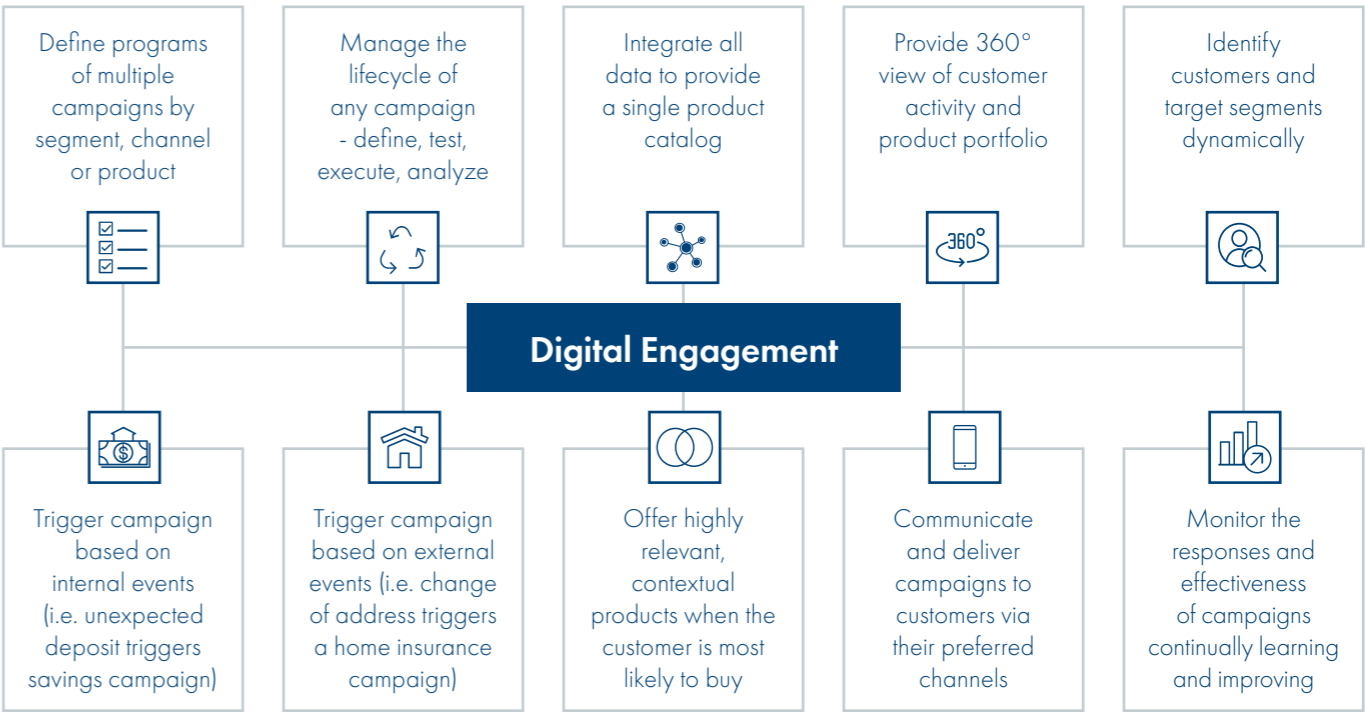 Define programs
of multiple
campaigns by
segment, channel
or product
Manage the
lifecycle of
any campaign
- define, test,
execute, analyze
Integrate all
data to provide
a single product
catalog
Provide 360°
view of customer
activity and
product portfolio
Identify
customers and
target segments
dynamically
360°
Digital Engagement
$
Trigger campaign
based on
internal events
(i.e. unexpected
deposit triggers
savings campaign)
Trigger campaign
based on external
events (i.e. change
of address triggers
a home insurance
campaign)
Offer highly
relevant,
contextual
products when the
customer is most
likely to buy
Communicate
and deliver
campaigns to
customers via
their preferred
channels
Monitor the
responses and
effectiveness
of campaigns
continually learning
and improving